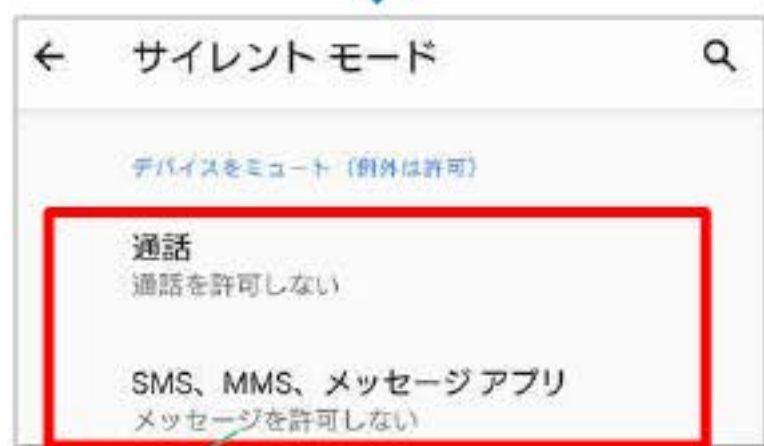 サイレント モード
デバイスをミュート（例外は許可）
通話
通話を許可しない
SMS、MMS、メッセージ アプリ
メッセージを許可しない